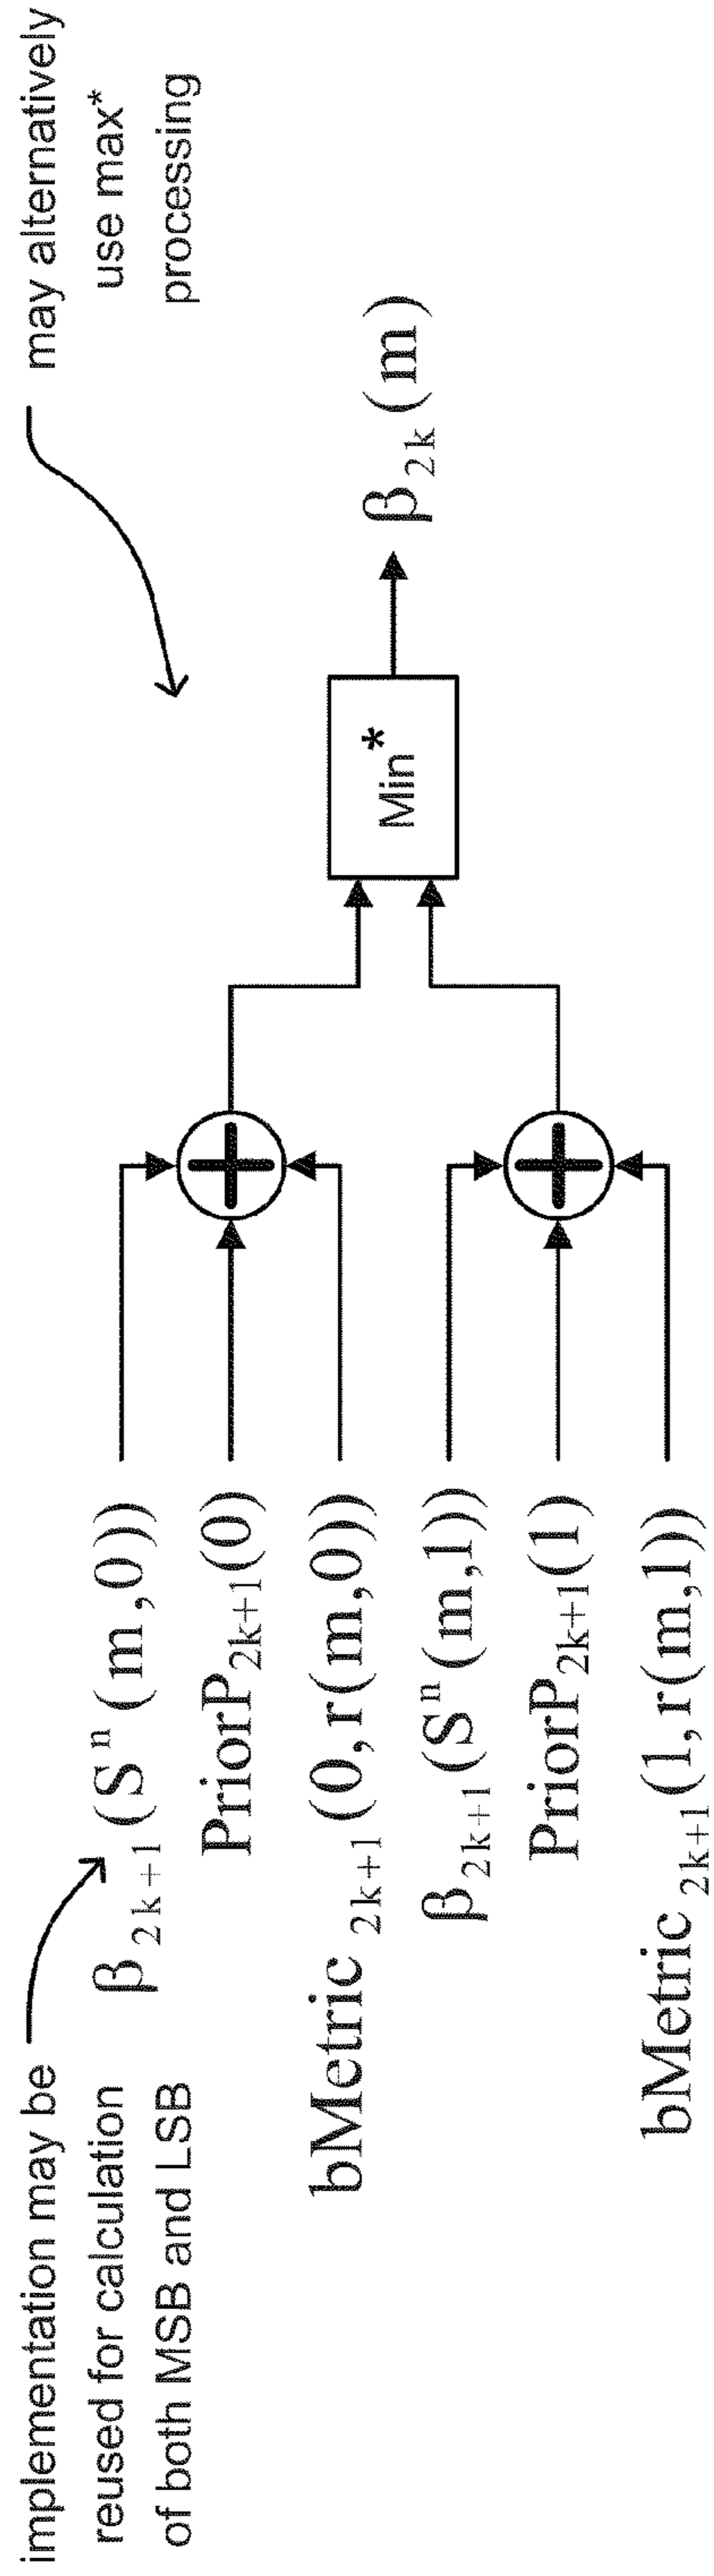 implementation may be
reused for calculation
of both MSB and LSB
may alternatively
use max*
processing
β₂ₖ₊₁(Sⁿ(m,0))
PriorP₂ₖ₊₁(0)
bMetric₂ₖ₊₁(0,r(m,0))
β₂ₖ₊₁(Sⁿ(m,1))
PriorP₂ₖ₊₁(1)
bMetric₂ₖ₊₁(1,r(m,1))
+
+
Min*
β₂ₖ(m)